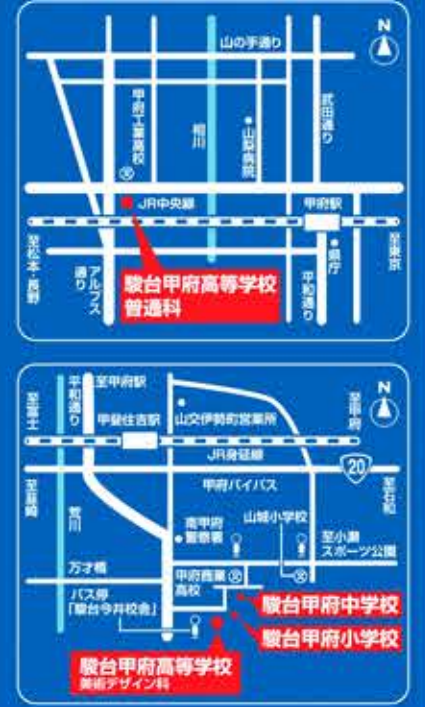 N
山の手通り
甲府工業高校
相川
山梨病院
武田通り
JR中央線
甲府駅
至松本・長野
アルプス
通り
県庁
平和通り
至東京
駿台甲府高等学校
普通科
N
至富士
平和通り
至甲府駅
甲斐住吉駅
山交伊勢町営業所
至甲府
JR身延線
20
甲府バイパス
至韮崎
荒川
至石和
南甲府
警察署
山城小学校
至小瀬
スポーツ公園
万才橋
甲府商業
高校
バス停
「駿台今井校舎」
駿台甲府中学校
駿台甲府小学校
駿台甲府高等学校
美術デザイン科